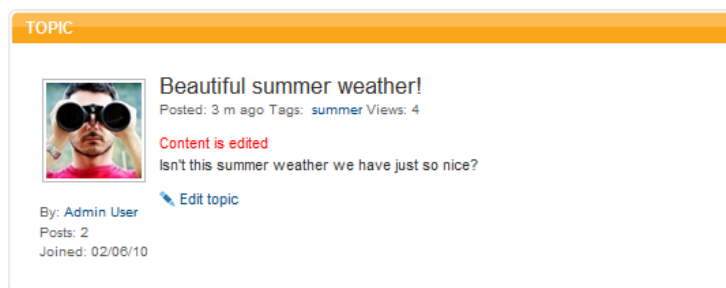 TOPIC
Beautiful summer weather!
Posted: 3 m ago Tags: summer Views: 4
Content is edited
Isn't this summer weather we have just so nice?
Edit topic
By: Admin User
Posts: 2
Joined: 02/06/10